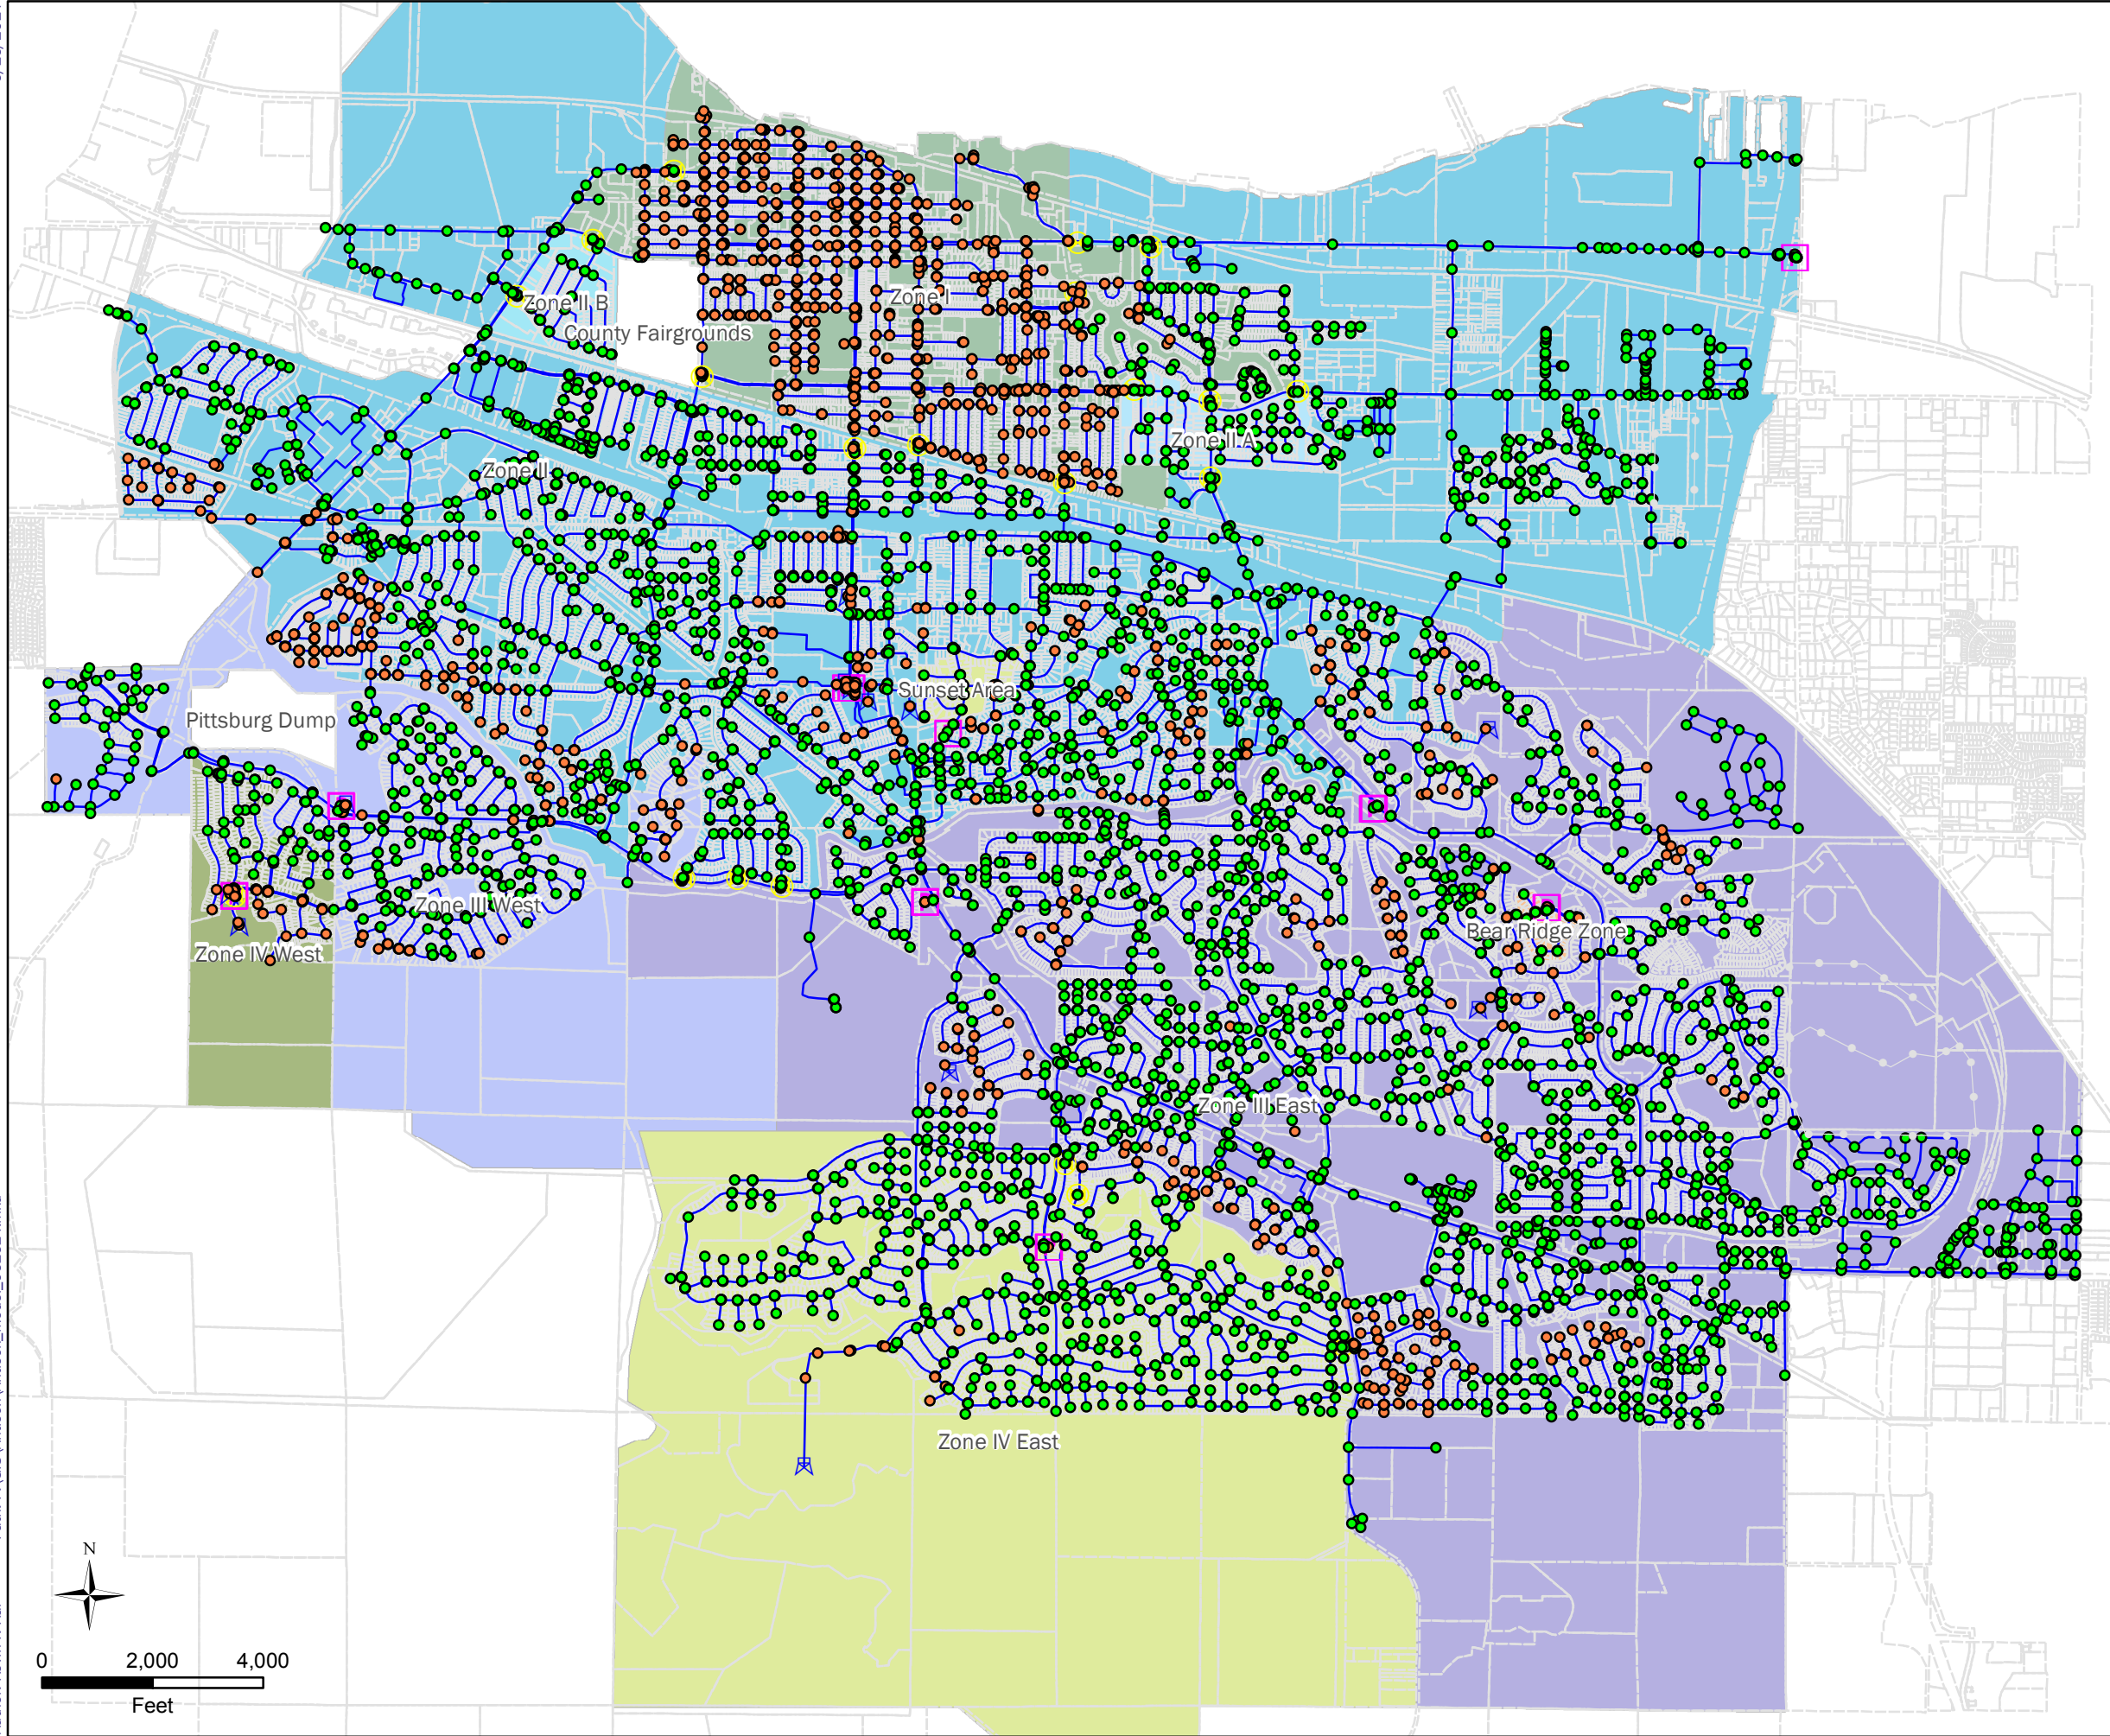 Zone II B
Zone I
County Fairgrounds
Zone II A
Zone II
Sunset Area
Pittsburg Dump
Zone III West
Bear Ridge Zone
Zone IV West
Zone III East
Zone IV East
N
0 2,000 4,000
Feet